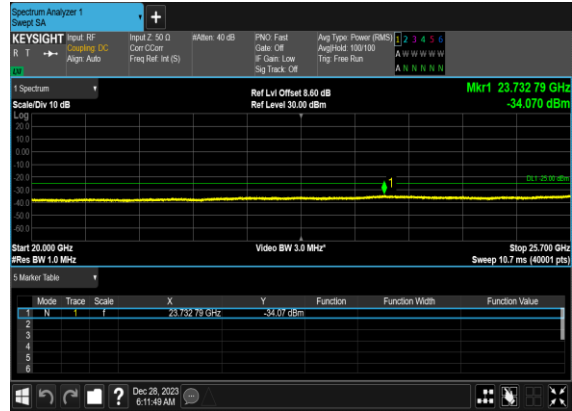 Spectrum Analyzer 1
Swept SA
KEYSIGHT
R T
Input: RF
Coupling: DC
Align: Auto
Input Z: 50 Ω
Corr CCorr
Freq Ref: Int (S)
#Atten: 40 dB
PNO: Fast
Gate: Off
IF Gain: Low
Sig Track: Off
Avg Type: Power (RMS)
Avg|Hold: 100/100
Trig: Free Run
1 2 3 4 5 6
A W W W W W
A N N N N N
1 Spectrum
Scale/Div 10 dB
Ref Lvl Offset 8.60 dB
Ref Level 30.00 dBm
Mkr1 23.732 79 GHz
-34.070 dBm
Log
20.0
10.0
0.00
-10.0
-20.0
-30.0
-40.0
-50.0
-60.0
1
Start 20.000 GHz
#Res BW 1.0 MHz
Video BW 3.0 MHz*
Stop 25.700 GHz
Sweep 10.7 ms (40001 pts)
5 Marker Table
Mode Trace Scale X Y Function Function Width Function Value
1 N 1 f 23.732 79 GHz -34.07 dBm
2
3
4
5
6
?
Dec 28, 2023
6:11:49 AM